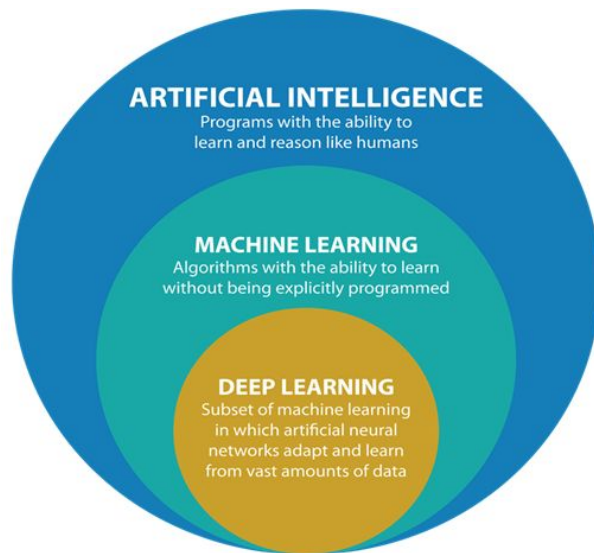 ARTIFICIAL INTELLIGENCE
Programs with the ability to
learn and reason like humans
MACHINE LEARNING
Algorithms with the ability to learn
without being explicitly programmed
DEEP LEARNING
Subset of machine learning
in which artificial neural
networks adapt and learn
from vast amounts of data